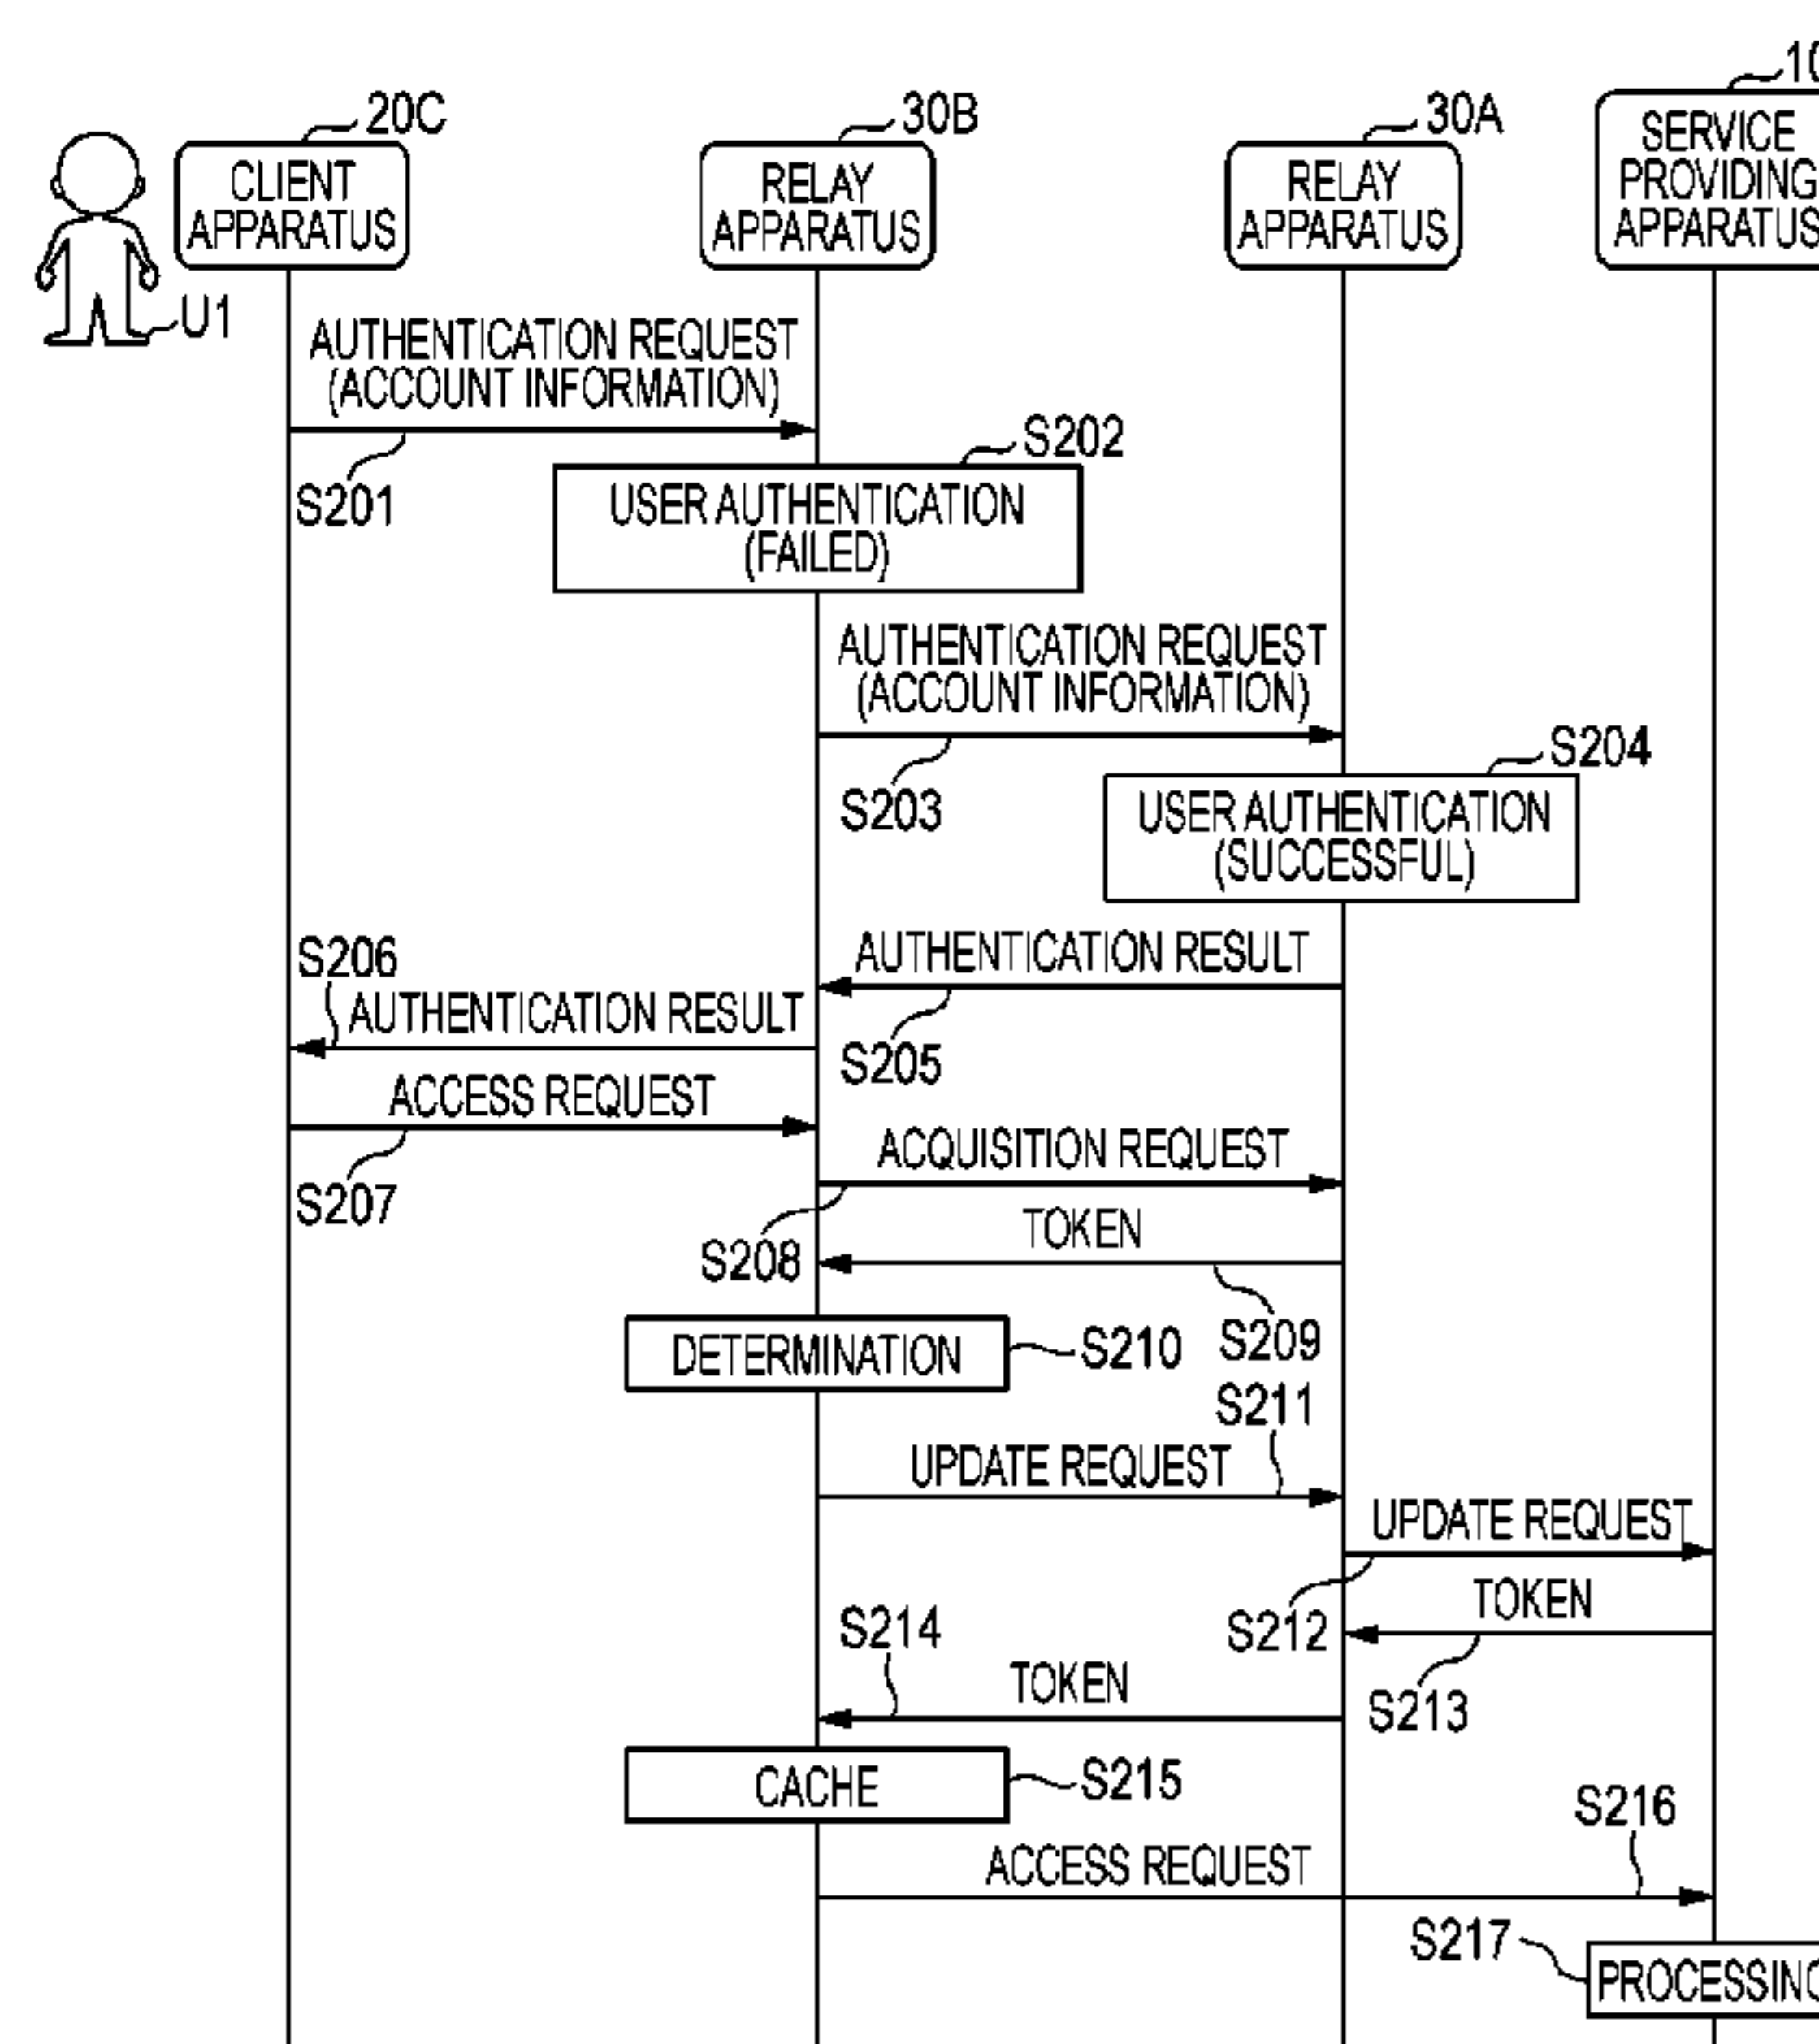 20C
30B
30A
10
CLIENT
APPARATUS
RELAY
APPARATUS
RELAY
APPARATUS
SERVICE
PROVIDING
APPARATUS
U1
AUTHENTICATION REQUEST
(ACCOUNT INFORMATION)
S201
S202
USER AUTHENTICATION
(FAILED)
AUTHENTICATION REQUEST
(ACCOUNT INFORMATION)
S203
S204
USER AUTHENTICATION
(SUCCESSFUL)
AUTHENTICATION RESULT
S205
S206
AUTHENTICATION RESULT
ACCESS REQUEST
S207
ACQUISITION REQUEST
S208
TOKEN
S209
DETERMINATION
S210
S211
UPDATE REQUEST
UPDATE REQUEST
S212
TOKEN
S213
S214
TOKEN
CACHE
S215
ACCESS REQUEST
S216
S217
PROCESSING